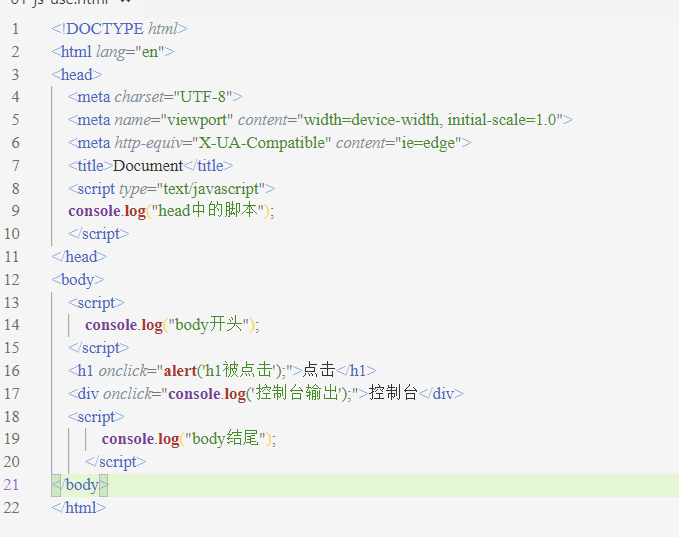 01-js-use.html
1 <!DOCTYPE html>
2 <html lang="en">
3 <head>
4 <meta charset="UTF-8">
5 <meta name="viewport" content="width=device-width, initial-scale=1.0">
6 <meta http-equiv="X-UA-Compatible" content="ie=edge">
7 <title>Document</title>
8 <script type="text/javascript">
9 console.log("head中的脚本");
10 </script>
11 </head>
12 <body>
13 <script>
14 console.log("body开头");
15 </script>
16 <h1 onclick="alert('h1被点击');">点击</h1>
17 <div onclick="console.log('控制台输出');">控制台</div>
18 <script>
19 console.log("body结尾");
20 </script>
21 </body>
22 </html>